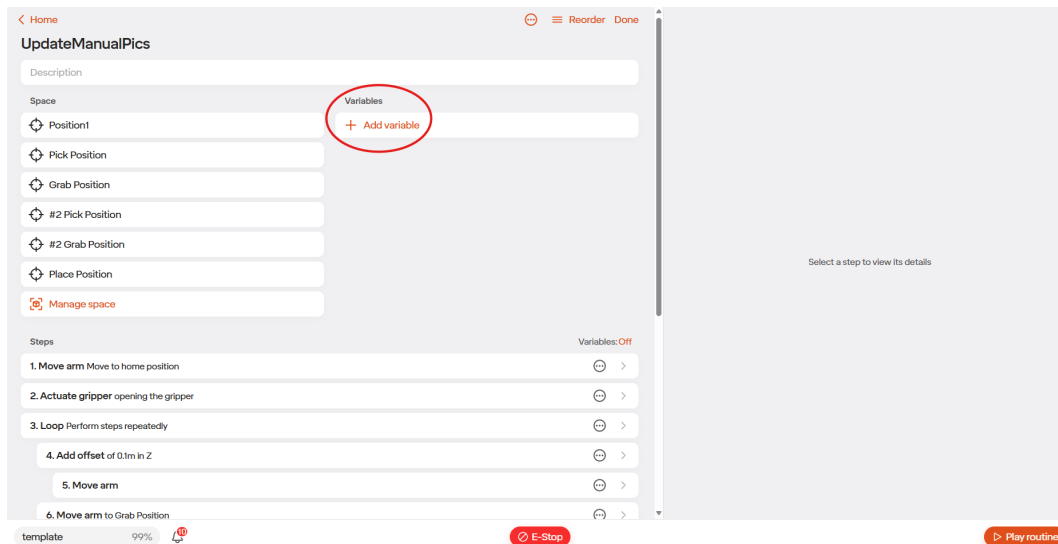 Home
Reorder Done
UpdateManualPics
Description
Space
Variables
Position1
Add variable
Pick Position
Grab Position
#2 Pick Position
#2 Grab Position
Place Position
Manage space
Select a step to view its details
Steps
Variables: Off
1. Move arm Move to home position
2. Actuate gripper opening the gripper
3. Loop Perform steps repeatedly
4. Add offset of 0.1m in Z
5. Move arm
6. Move arm to Grab Position
template 99% 10
E-Stop
Play routine